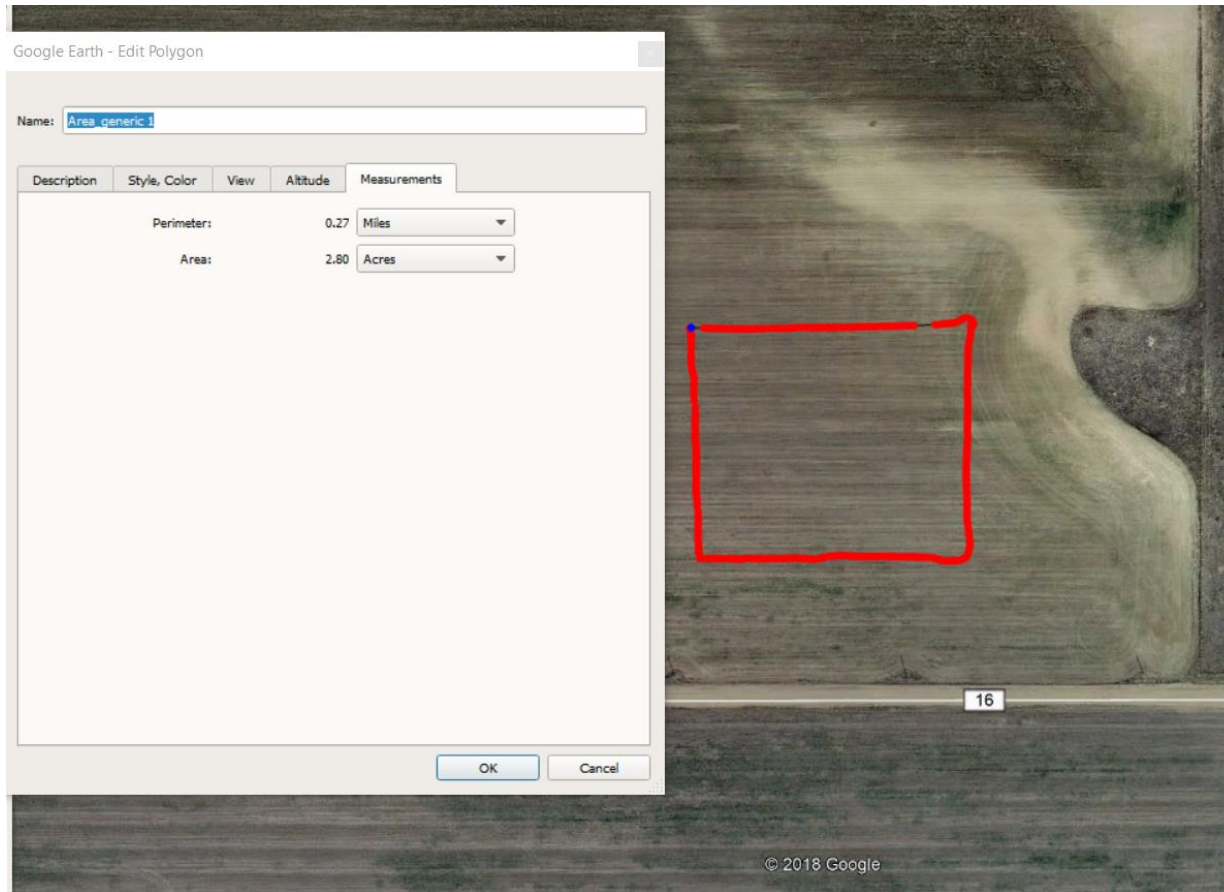 Google Earth - Edit Polygon
Name: Area_generic 1
Description Style, Color View Altitude Measurements
Perimeter: 0.27 Miles
Area: 2.80 Acres
OK Cancel
16
© 2018 Google